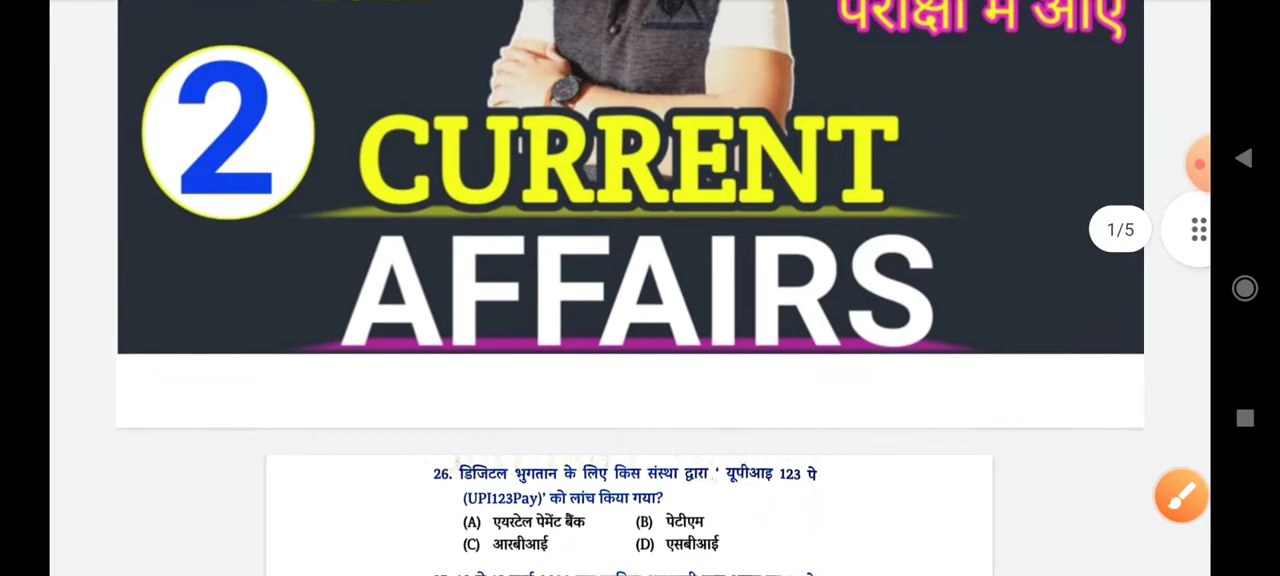 परीक्षा में आए
2
CURRENT
AFFAIRS
1/5
26. डिजिटल भुगतान के लिए किस संस्था द्वारा ‘ यूपीआइ 123 पे
(UPI123Pay)’ को लांच किया गया?
(A) एयरटेल पेमेंट बैंक (B) पेटीएम
(C) आरबीआई (D) एसबीआई